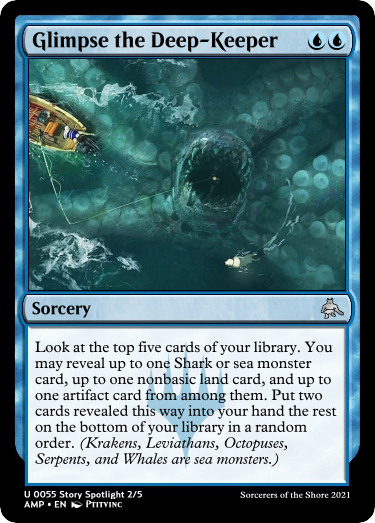 Glimpse the Deep-Keeper
Sorcery
Look at the top five cards of your library. You
may reveal up to one Shark or sea monster
card, up to one nonbasic land card, and up to
one artifact card from among them. Put two
cards revealed this way into your hand the rest
on the bottom of your library in a random
order. (Krakens, Leviathans, Octopuses,
Serpents, and Whales are sea monsters.)
U 0055 Story Spotlight 2/5
AMP • EN Ptitvinc
Sorcerers of the Shore 2021